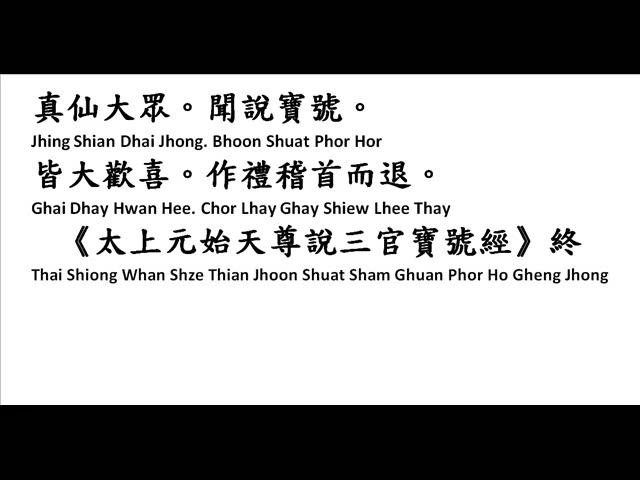 真仙大眾。聞說寶號。
Jhing Shian Dhai Jhong. Bhoon Shuat Phor Hor
皆大歡喜。作禮稽首而退。
Ghai Dhay Hwan Hee. Chor Lhay Ghay Shiew Lhee Thay
《太上元始天尊說三官寶號經》終
Thai Shiong Whan Shze Thian Jhoon Shuat Sham Ghuan Phor Ho Gheng Jhong